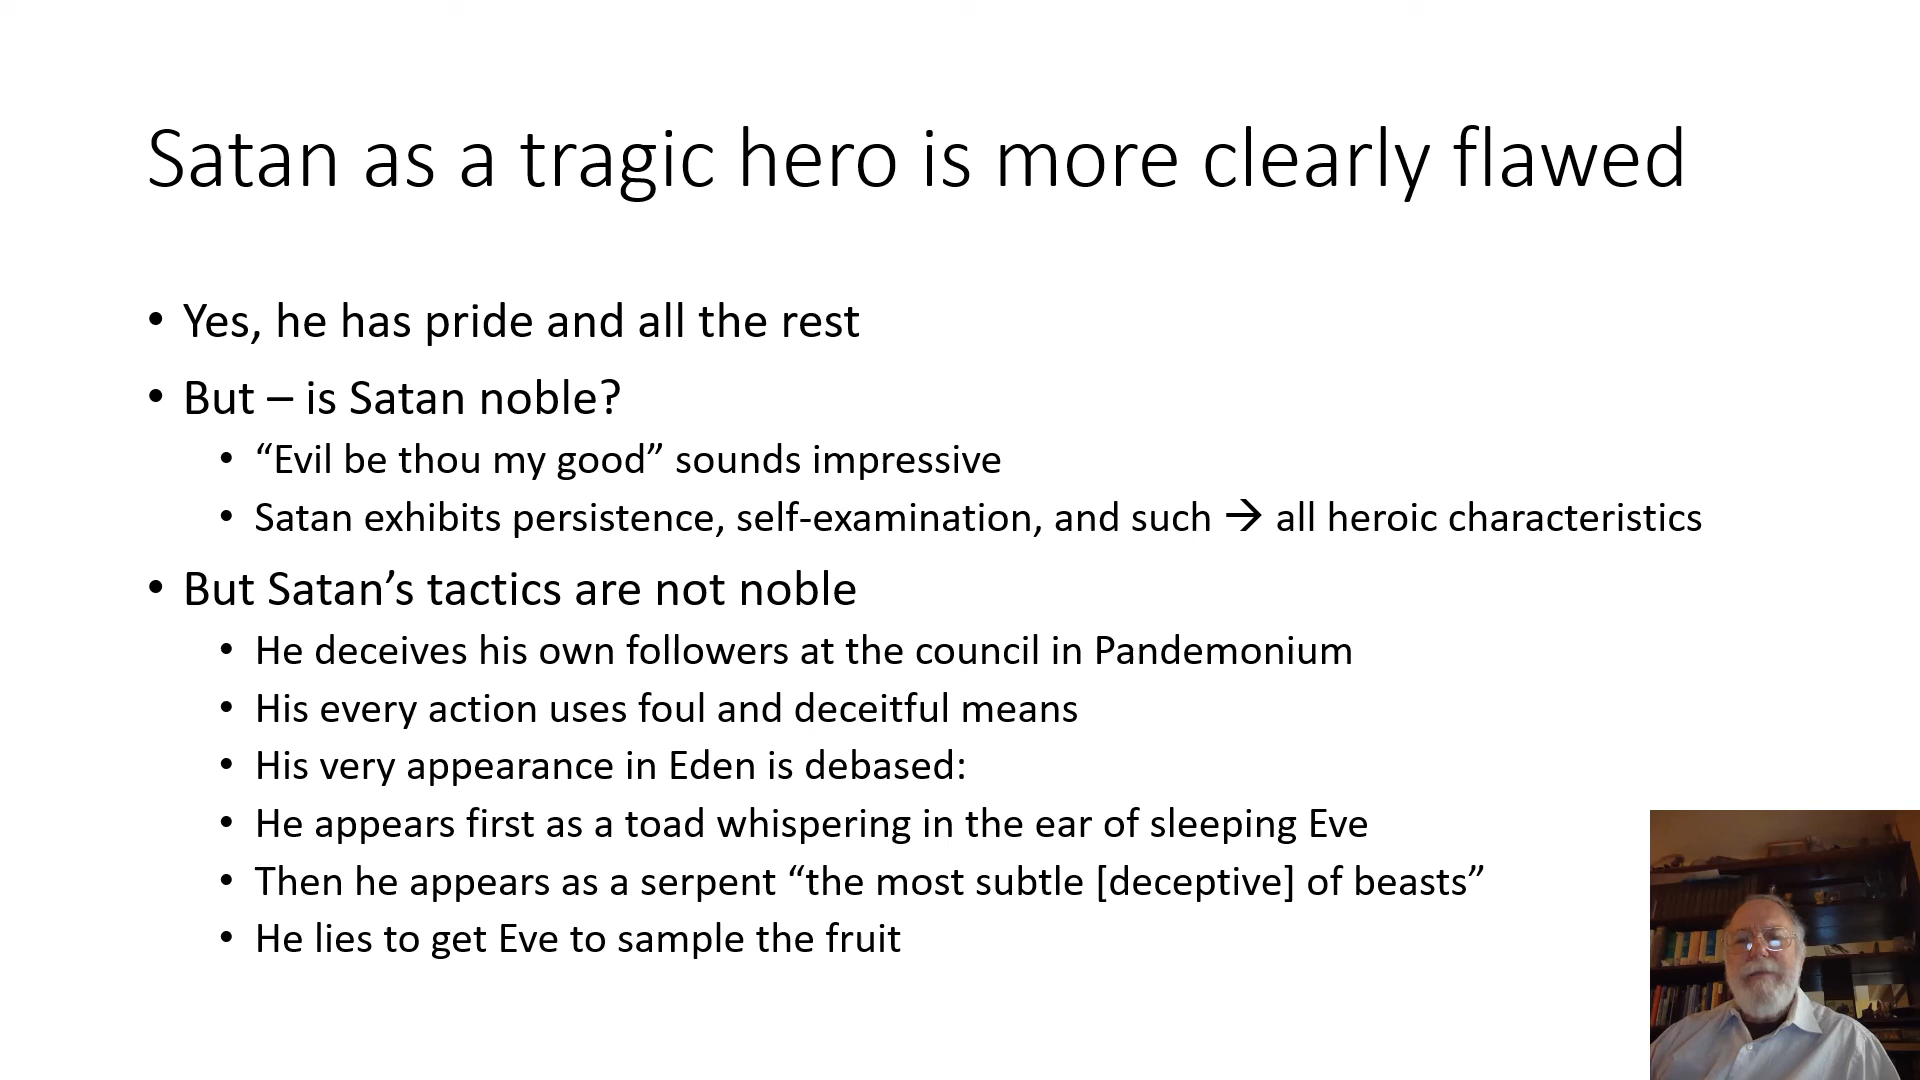 Satan as a tragic hero is more clearly flawed
• Yes, he has pride and all the rest
• But – is Satan noble?
• “Evil be thou my good” sounds impressive
• Satan exhibits persistence, self-examination, and such → all heroic characteristics
• But Satan’s tactics are not noble
• He deceives his own followers at the council in Pandemonium
• His every action uses foul and deceitful means
• His very appearance in Eden is debased:
• He appears first as a toad whispering in the ear of sleeping Eve
• Then he appears as a serpent “the most subtle [deceptive] of beasts”
• He lies to get Eve to sample the fruit